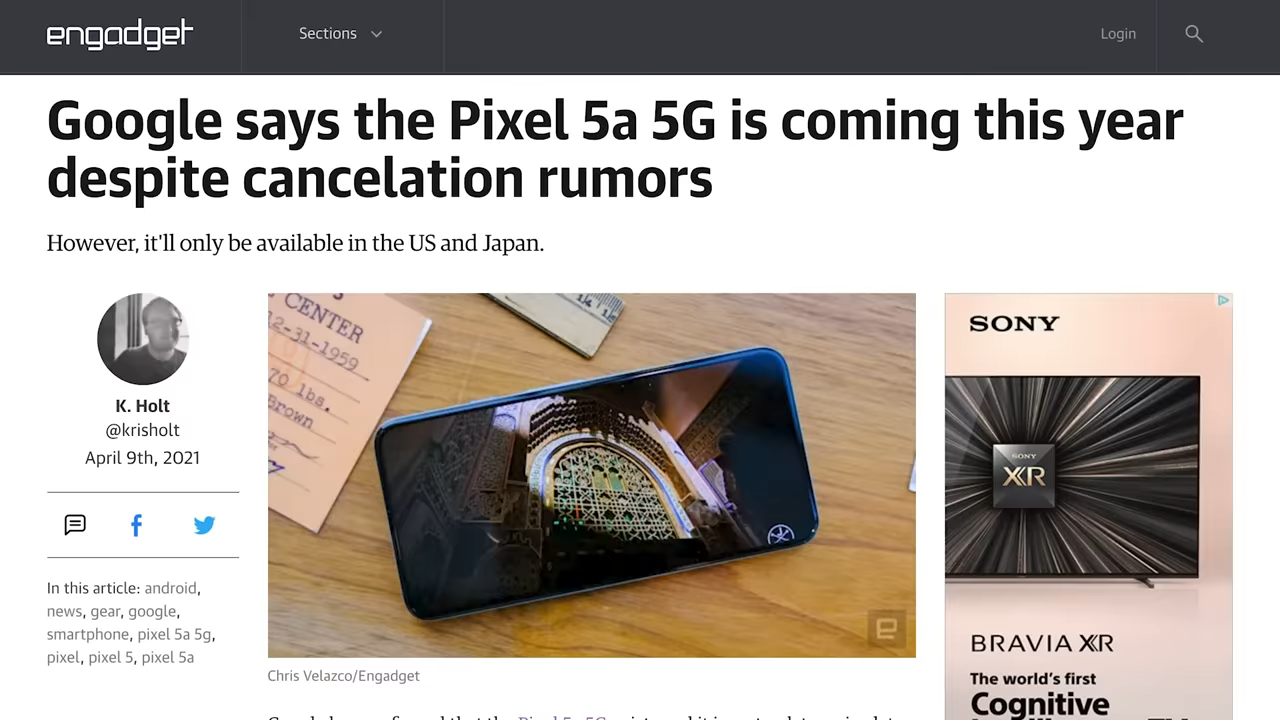 engadget
Sections
Login
Google says the Pixel 5a 5G is coming this year
despite cancelation rumors
However, it'll only be available in the US and Japan.
K. Holt
@krisholt
April 9th, 2021
In this article: android,
news, gear, google,
smartphone, pixel 5a 5g,
pixel, pixel 5, pixel 5a
CENTER
12-31-1959
70 lbs.
Brown
Chris Velazco/Engadget
SONY
SONY
XR
BRAVIA XR
The world's first
Cognitive